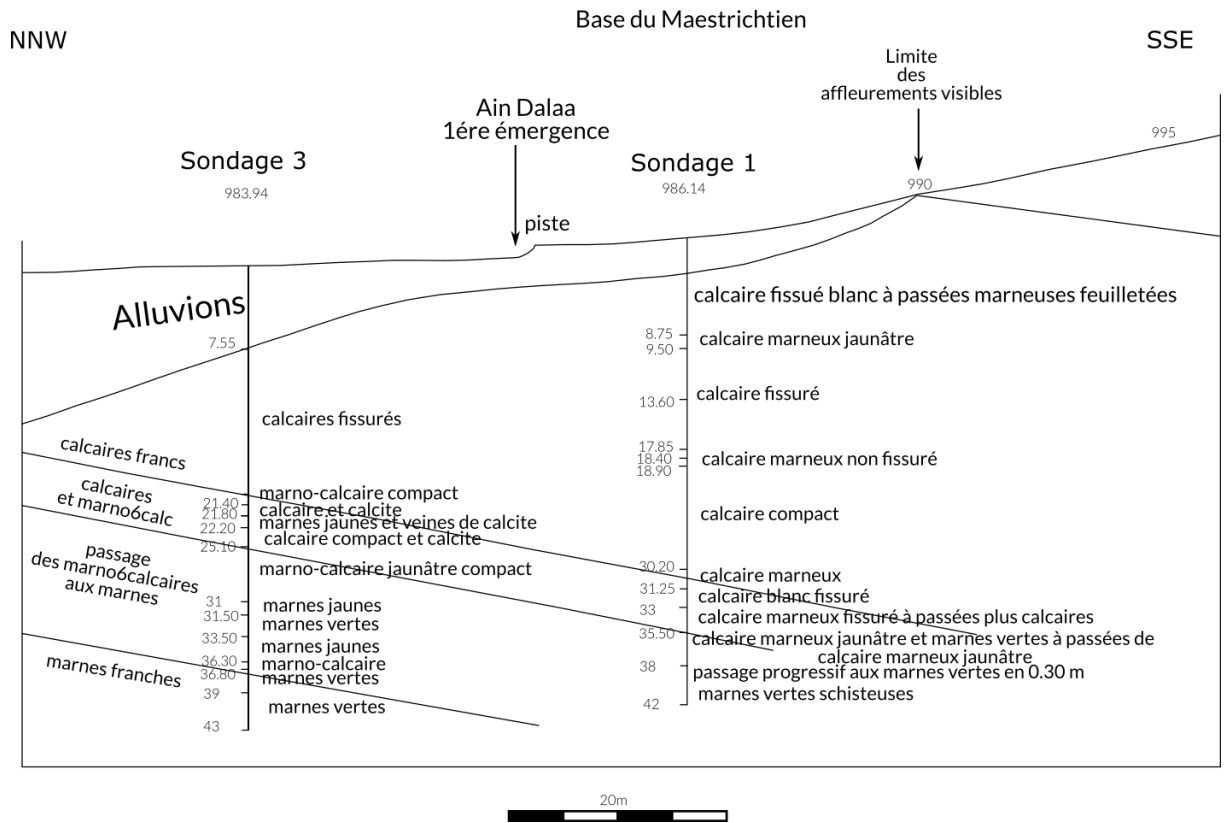 Base du Maestrichtien
NNW
SSE
Limite
des
affleurements visibles
Ain Dalaa
1ére émergence
995
Sondage 3
983.94
Sondage 1
986.14
990
piste
Alluvions
7.55
calcaires fissurés
calcaires francs
calcaires
et marno6calc
passage
des marno6calcaires
aux marnes
marnes franches
marno-calcaire compact
21.40
calcaire et calcite
21.80
marnes jaunes et veines de calcite
22.20
calcaire compact et calcite
25.10
marno-calcaire jaunâtre compact
31
marnes jaunes
31.50
marnes vertes
33.50
marnes jaunes
36.30
marno-calcaire
36.80
marnes vertes
39
marnes vertes
43
calcaire fissué blanc à passées marneuses feuilletées
8.75
calcaire marneux jaunâtre
9.50
calcaire fissuré
13.60
17.85
18.40
calcaire marneux non fissuré
18.90
calcaire compact
30.20
calcaire marneux
31.25
calcaire blanc fissuré
33
calcaire marneux fissuré à passées plus calcaires
35.50
calcaire marneux jaunâtre et marnes vertes à passées de
calcaire marneux jaunâtre
38
passage progressif aux marnes vertes en 0.30 m
marnes vertes schisteuses
42
20m